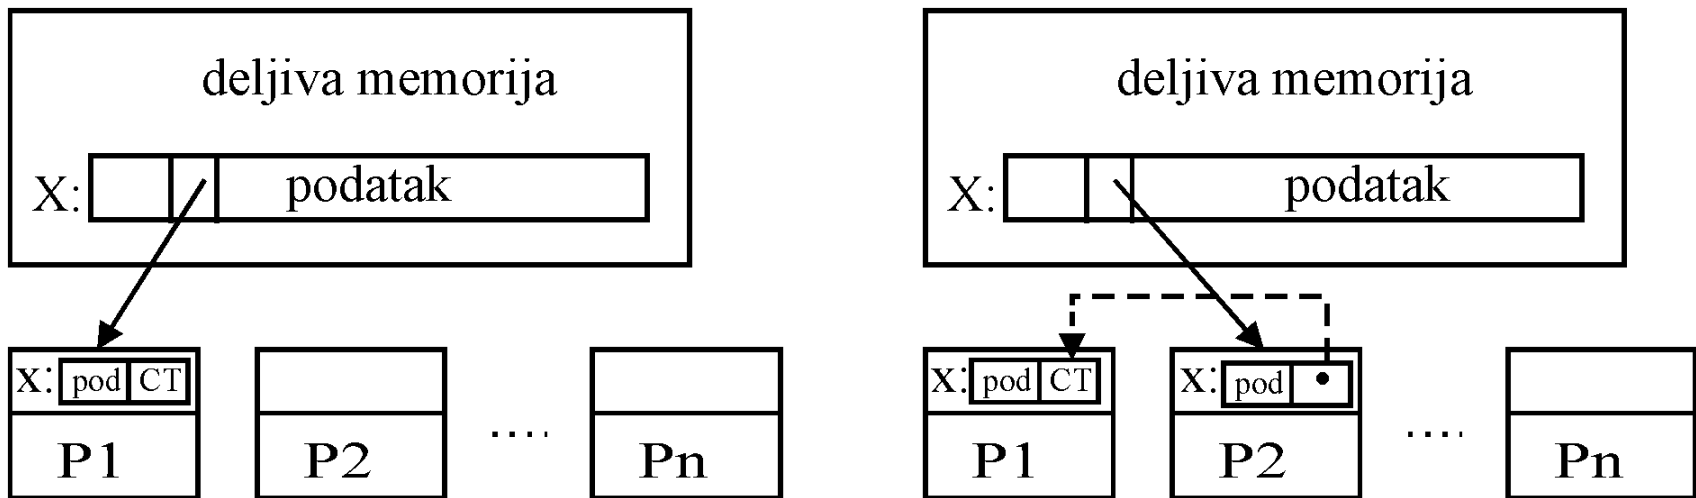 deljiva memorija
X: podatak
x: pod CT
P1 P2 .... Pn
deljiva memorija
X: podatak
x: pod CT x: pod
P1 P2 .... Pn